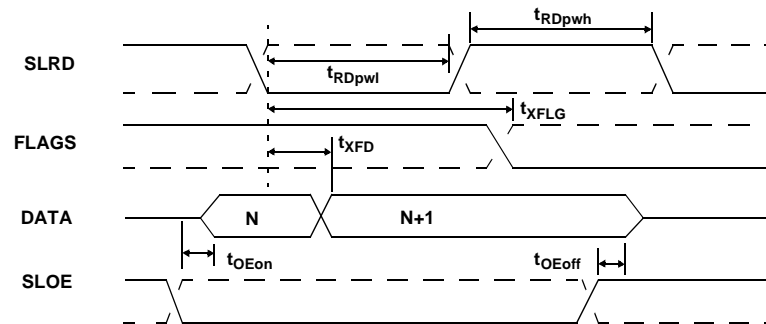 tRDpwh
SLRD
tRDpwl
tXFLG
FLAGS
tXFD
DATA
N
N+1
tOEon
tOEoff
SLOE